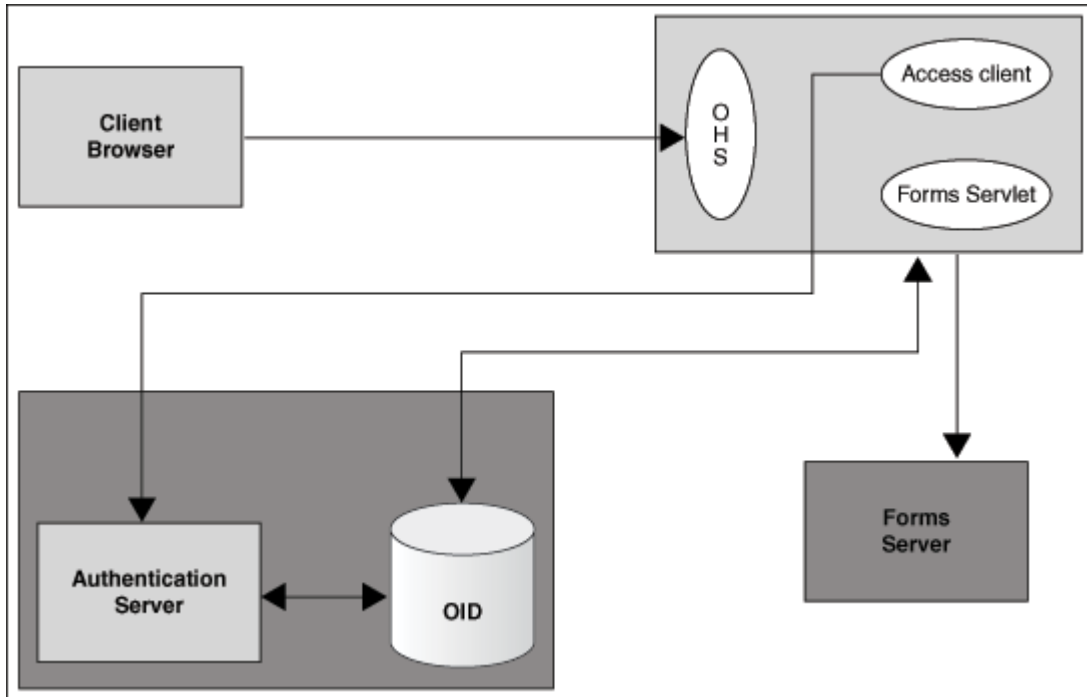 Client
Browser
O
H
S
Access client
Forms Servlet
Authentication
Server
OID
Forms
Server